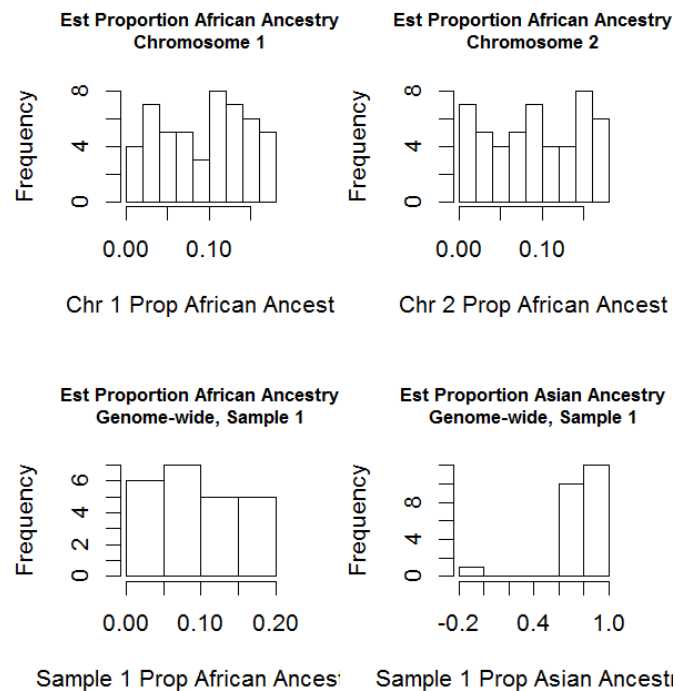 Est Proportion African Ancestry
Chromosome 1
Frequency
0 4 8
0.00 0.10
Chr 1 Prop African Ancest
Est Proportion African Ancestry
Chromosome 2
Frequency
0 4 8
0.00 0.10
Chr 2 Prop African Ancest
Est Proportion African Ancestry
Genome-wide, Sample 1
Frequency
0 2 4 6
0.00 0.10 0.20
Sample 1 Prop African Ancest
Est Proportion Asian Ancestry
Genome-wide, Sample 1
Frequency
0 4 8
-0.2 0.4 1.0
Sample 1 Prop Asian Ancestr